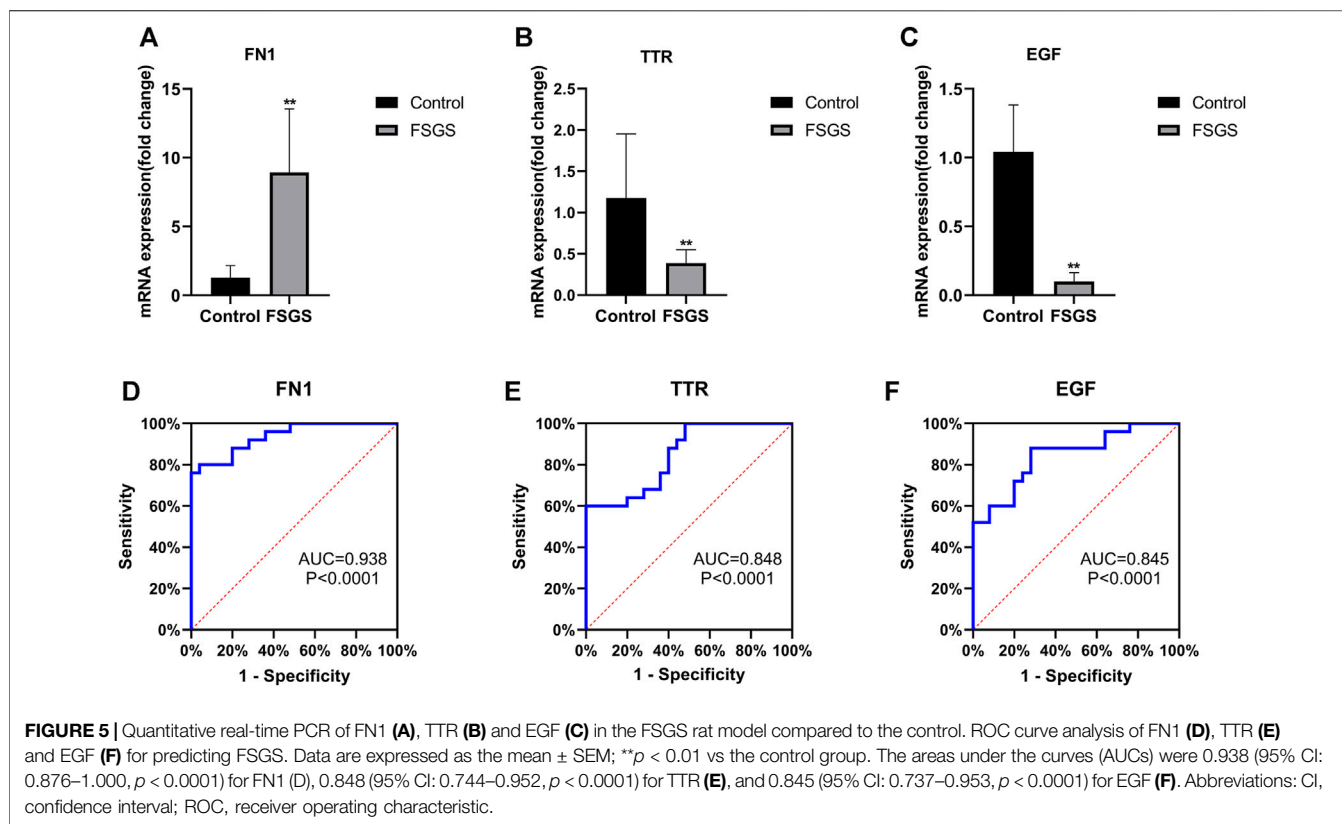 A
FN1
mRNA expression(fold change)
15
10
5
0
**
Control FSGS
Control
FSGS
B
TTR
mRNA expression(fold change)
2.5
2.0
1.5
1.0
0.5
0.0
**
Control FSGS
Control
FSGS
C
EGF
mRNA expression(fold change)
1.5
1.0
0.5
0.0
**
Control FSGS
Control
FSGS
D
FN1
Sensitivity
100%
80%
60%
40%
20%
0%
AUC=0.938
P<0.0001
0% 20% 40% 60% 80% 100%
1 - Specificity
E
TTR
Sensitivity
100%
80%
60%
40%
20%
0%
AUC=0.848
P<0.0001
0% 20% 40% 60% 80% 100%
1 - Specificity
F
EGF
Sensitivity
100%
80%
60%
40%
20%
0%
AUC=0.845
P<0.0001
0% 20% 40% 60% 80% 100%
1 - Specificity
FIGURE 5 | Quantitative real-time PCR of FN1 (A), TTR (B) and EGF (C) in the FSGS rat model compared to the control. ROC curve analysis of FN1 (D), TTR (E)
and EGF (F) for predicting FSGS. Data are expressed as the mean ± SEM; **p < 0.01 vs the control group. The areas under the curves (AUCs) were 0.938 (95% CI:
0.876–1.000, p < 0.0001) for FN1 (D), 0.848 (95% CI: 0.744–0.952, p < 0.0001) for TTR (E), and 0.845 (95% CI: 0.737–0.953, p < 0.0001) for EGF (F). Abbreviations: CI,
confidence interval; ROC, receiver operating characteristic.